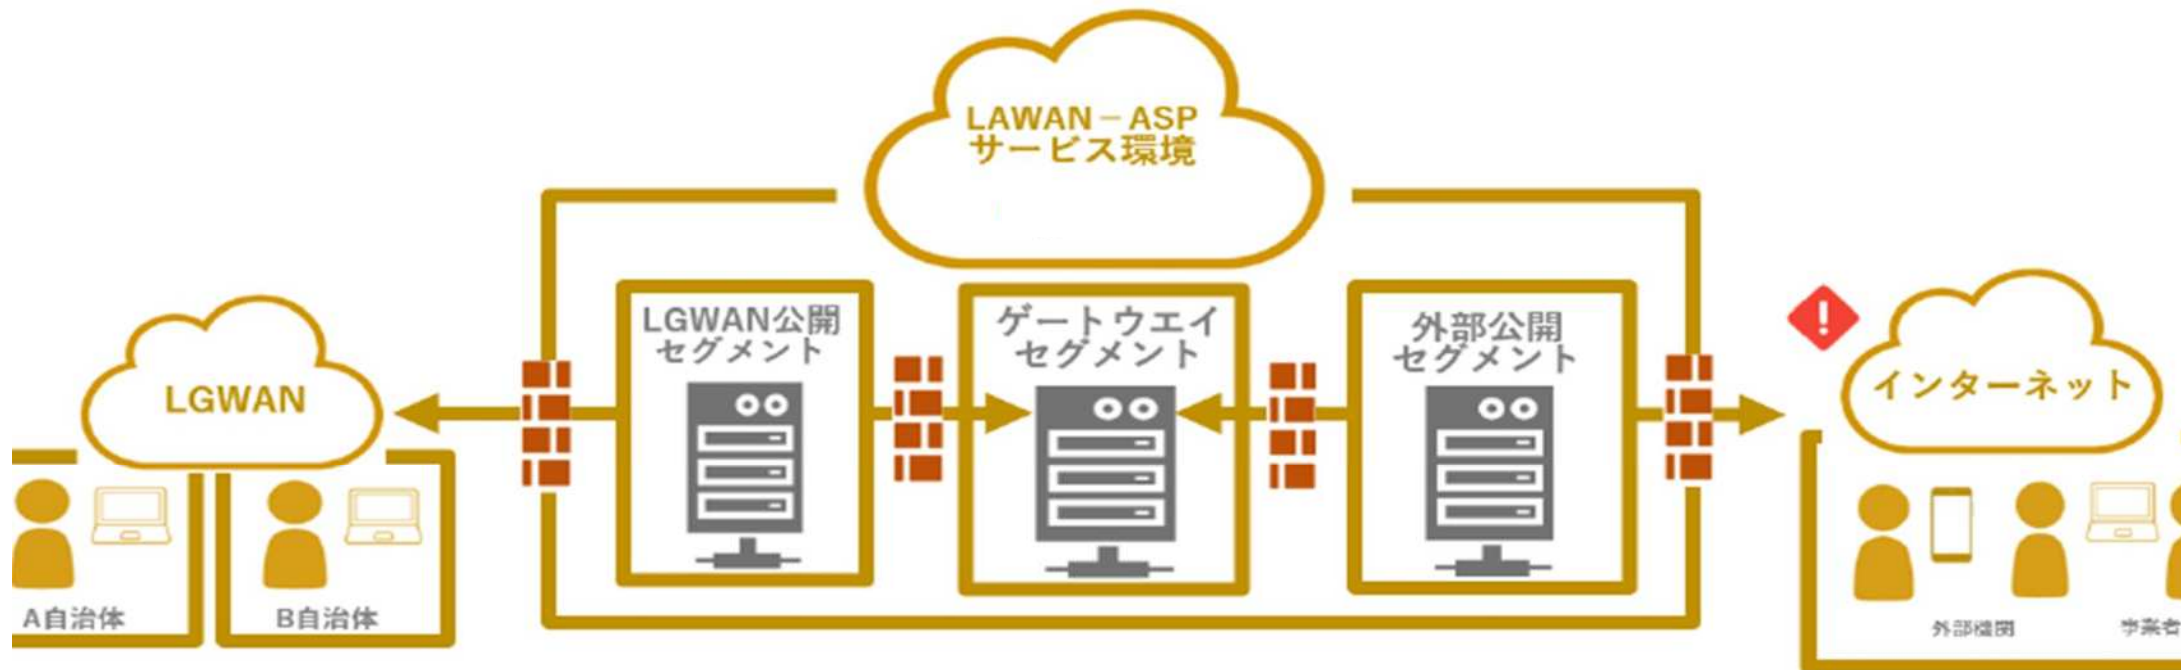 LAWAN－ASP
サービス環境
LGWAN公開
セグメント
ゲートウエイ
セグメント
外部公開
セグメント
LGWAN
インターネット
A自治体
B自治体
外部機関
事業者